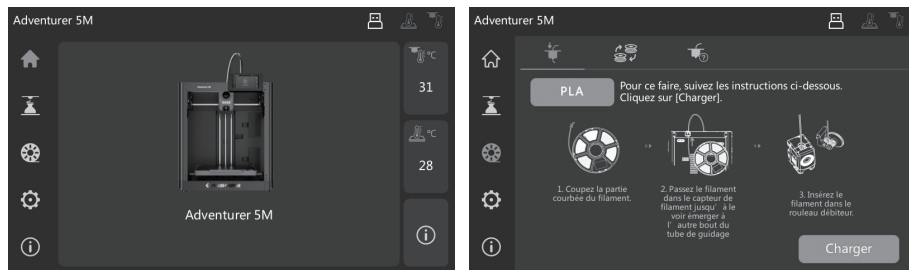 Adventurer 5M
°C
31
°C
28
Adventurer 5M
Adventurer 5M
PLA
Pour ce faire, suivez les instructions ci-dessous.
Cliquez sur [Charger].
1. Coupez la partie
courbée du filament.
2. Passez le filament
dans le capteur de
filament jusqu' à le
voir émerger à
l' autre bout du
tube de guidage
3. Insérez le
filament dans le
rouleau débiteur.
Charger